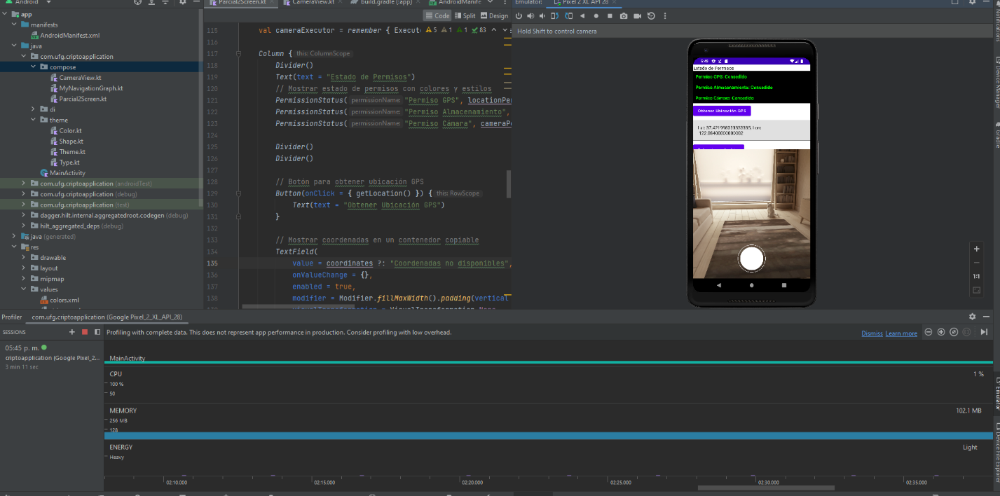 Android
Parcial2Screen.kt
CameraView.kt
build.gradle (:app)
AndroidManife
Emulator:
Pixel 2 XL API 28
Code
Split
Design
Hold Shift to control camera
app
manifests
AndroidManifest.xml
java
com.ufg.criptoapplication
compose
CameraView.kt
MyNavigationGraph.kt
Parcial2Screen.kt
di
theme
Color.kt
Shape.kt
Theme.kt
Type.kt
MainActivity
com.ufg.criptoapplication (androidTest)
com.ufg.criptoapplication (debug)
com.ufg.criptoapplication (test)
dagger.hilt.internal.aggregatedroot.codegen (debug)
hilt_aggregated_deps (debug)
java (generated)
res
drawable
layout
mipmap
values
colors.xml
5 1 1 83
115 val cameraExecutor = remember { Execut
116
117 Column { this: ColumnScope
118 Divider()
119 Text(text = "Estado de Permisos")
120 // Mostrar estado de permisos con colores y estilos
121 PermissionStatus( permissionName: "Permiso GPS", locationPer
122 PermissionStatus( permissionName: "Permiso Almacenamiento",
123 PermissionStatus( permissionName: "Permiso Cámara", cameraPe
124
125 Divider()
126 Divider()
127
128 // Botón para obtener ubicación GPS
129 Button(onClick = { getLocation() }) { this: RowScope
130 Text(text = "Obtener Ubicación GPS")
131 }
132
133 // Mostrar coordenadas en un contenedor copiable
134 TextField(
135 value = coordinates ?: "Coordenadas no disponibles",
136 onValueChange = {},
137 enabled = true,
138 modifier = Modifier.fillMaxWidth().padding(vertical
5:48
Estado de Permisos
Permiso GPS: Concedido
Permiso Almacenamiento: Concedido
Permiso Cámara: Concedido
Obtener Ubicación GPS
1:1
Notifications
Device Manager
Gradle
Emulator
Device File Explorer
Profiler
com.ufg.criptoapplication (Google Pixel_2_XL_API_28)
SESSIONS
Profiling with complete data. This does not represent app performance in production. Consider profiling with low overhead.
Dismiss
Learn more
05:45 p. m.
criptoapplication (Google Pixel_2...
3 min 11 sec
MainActivity
CPU
1 %
100 %
50
MEMORY
102.1 MB
256 MB
128
ENERGY
Light
Heavy
02:10.000
02:15.000
02:20.000
02:25.000
02:30.000
02:35.000